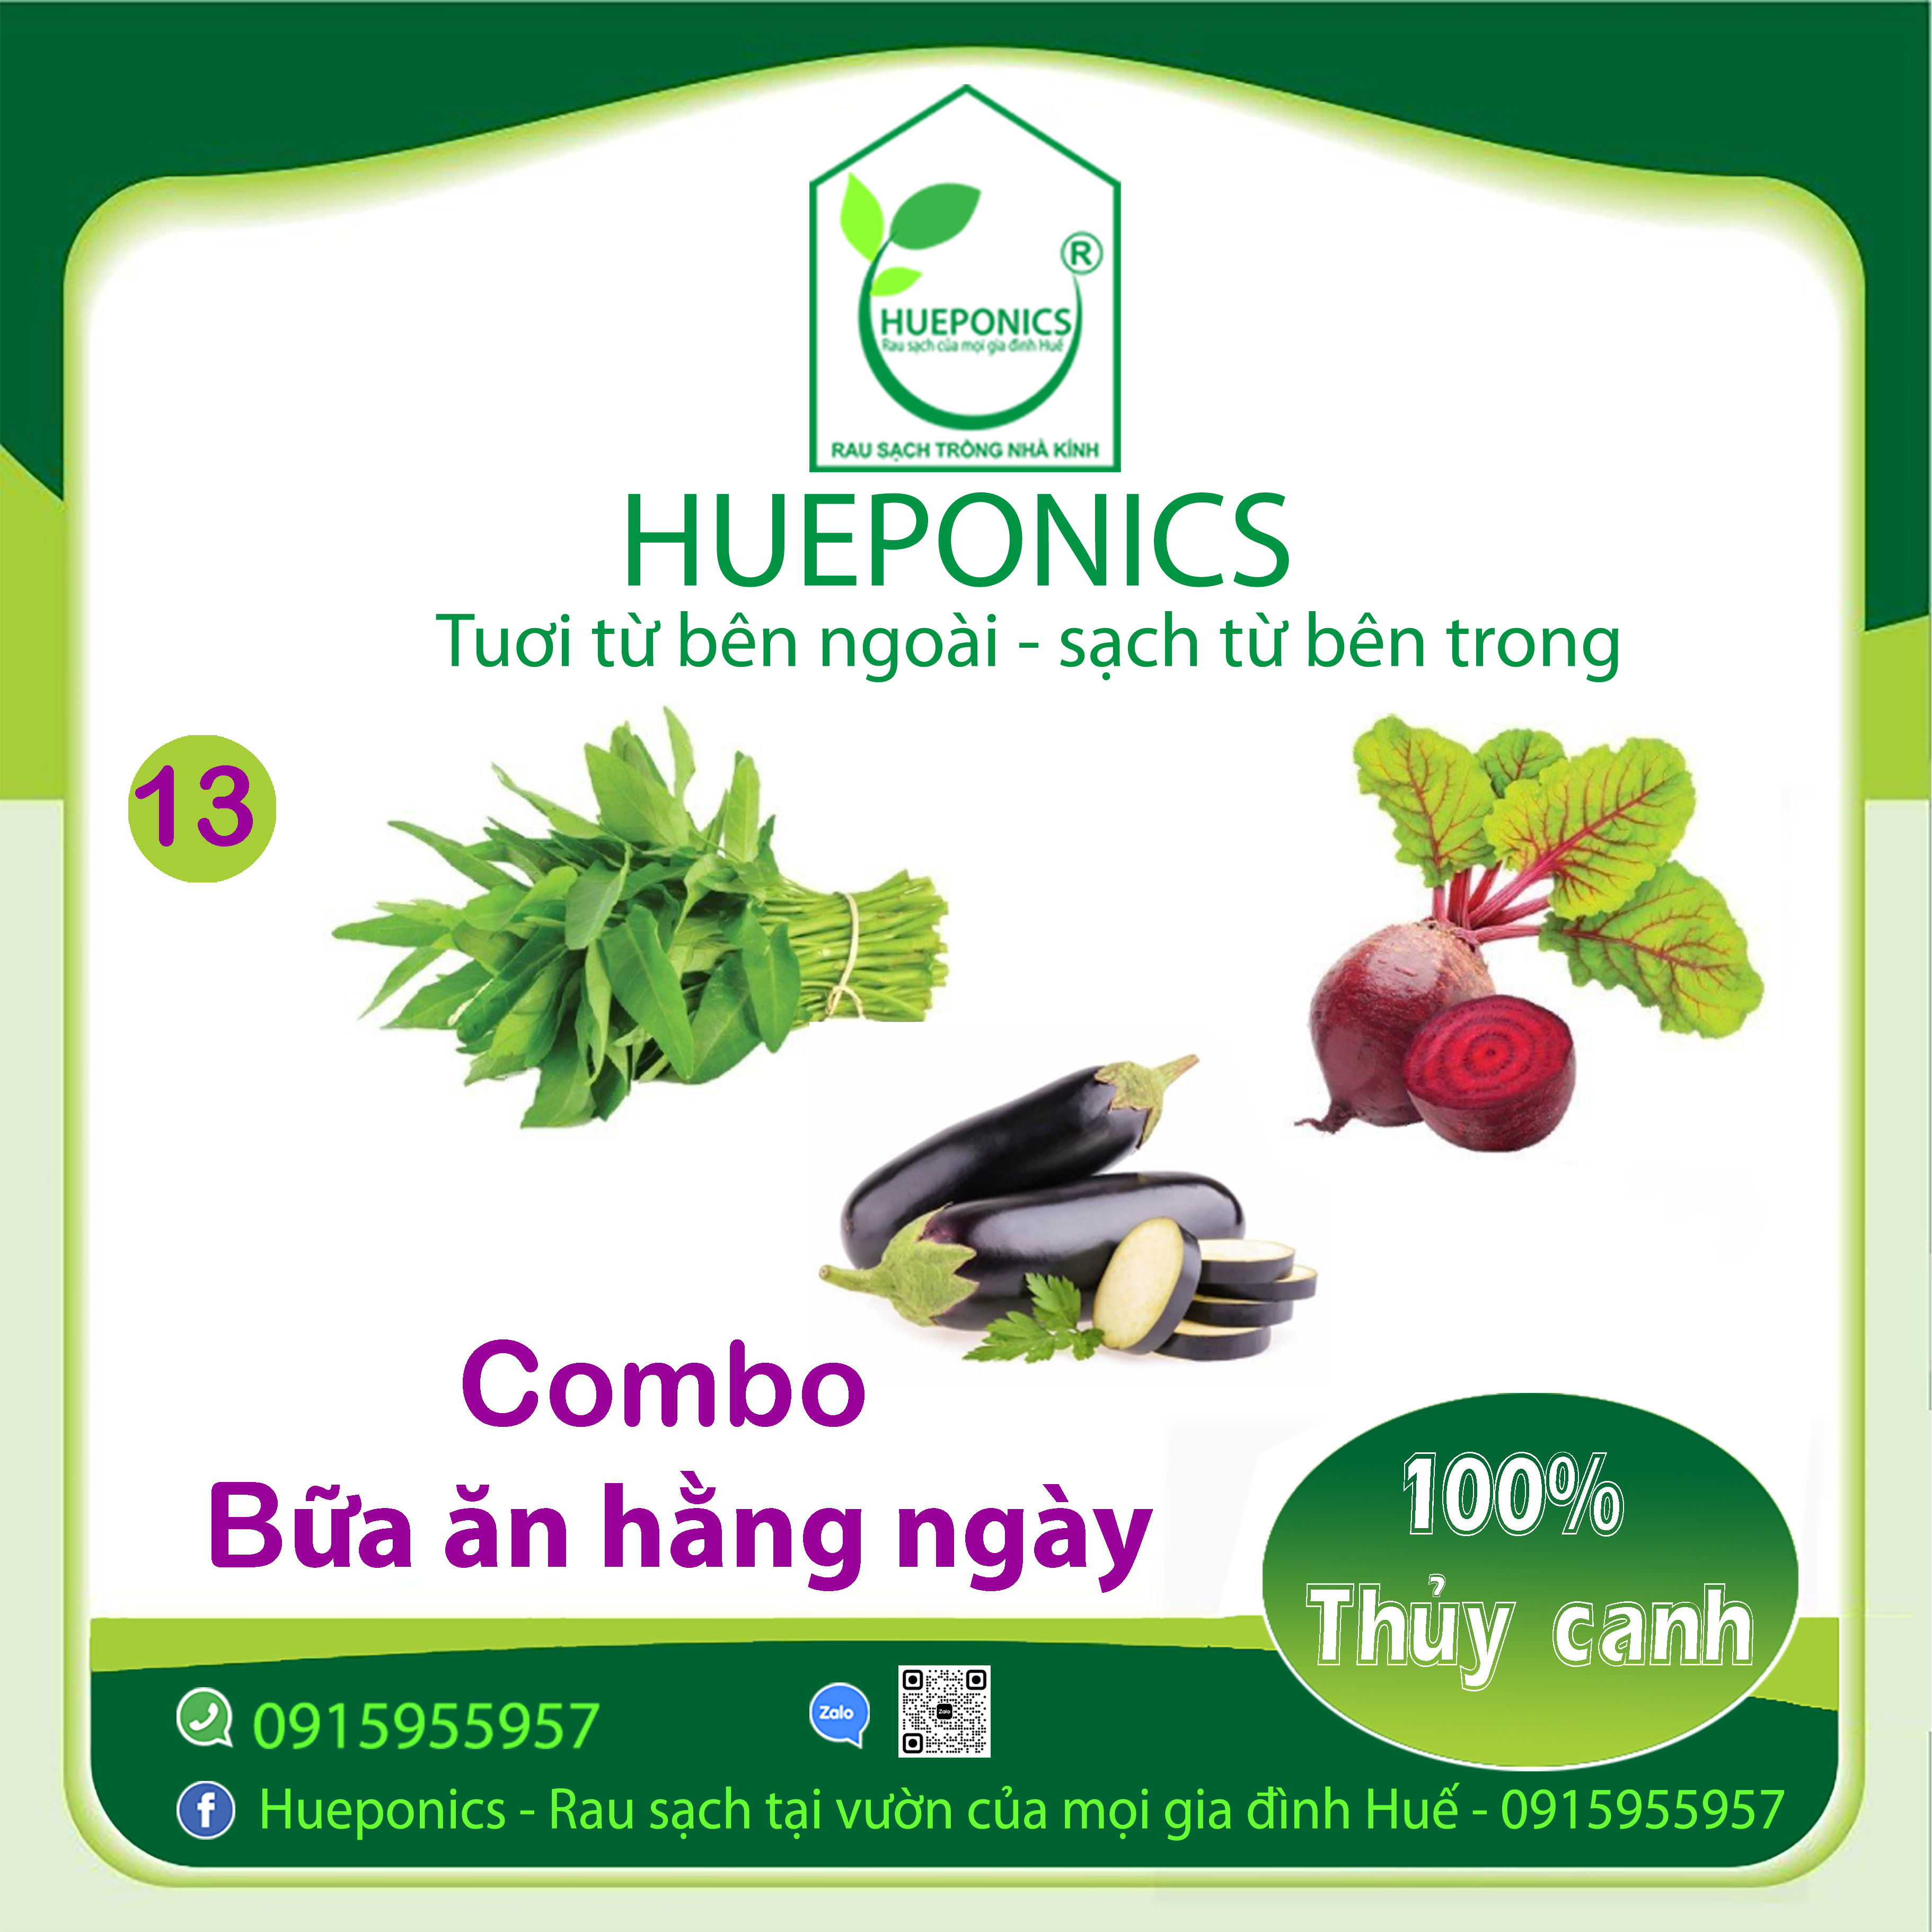 ®
HUEPONICS
Rau sạch của mọi gia đình Huế
RAU SẠCH TRỒNG NHÀ KÍNH
HUEPONICS
Tươi từ bên ngoài - sạch từ bên trong
13
Combo
Bữa ăn hằng ngày
100%
Thủy canh
0915955957
Zalo
Zalo
f Hueponics - Rau sạch tại vườn của mọi gia đình Huế - 0915955957